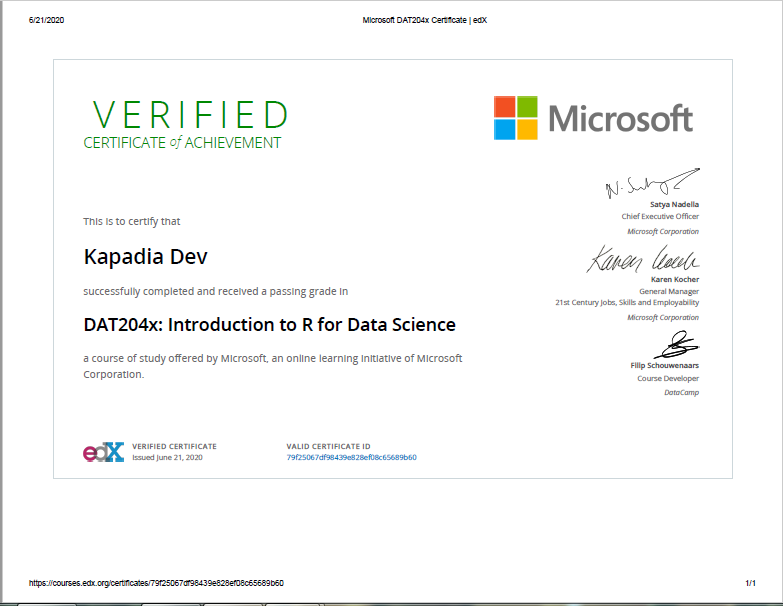 6/21/2020
Microsoft DAT204x Certificate | edX
VERIFIED
CERTIFICATE of ACHIEVEMENT
Microsoft
This is to certify that
Kapadia Dev
successfully completed and received a passing grade in
DAT204x: Introduction to R for Data Science
a course of study offered by Microsoft, an online learning initiative of Microsoft
Corporation.
Satya Nadella
Chief Executive Officer
Microsoft Corporation
Karen Kocher
General Manager
21st Century Jobs, Skills and Employability
Microsoft Corporation
Filip Schouwenaars
Course Developer
DataCamp
edX
VERIFIED CERTIFICATE
Issued June 21, 2020
VALID CERTIFICATE ID
79f25067df98439e828ef08c65689b60
https://courses.edx.org/certificates/79f25067df98439e828ef08c65689b60
1/1